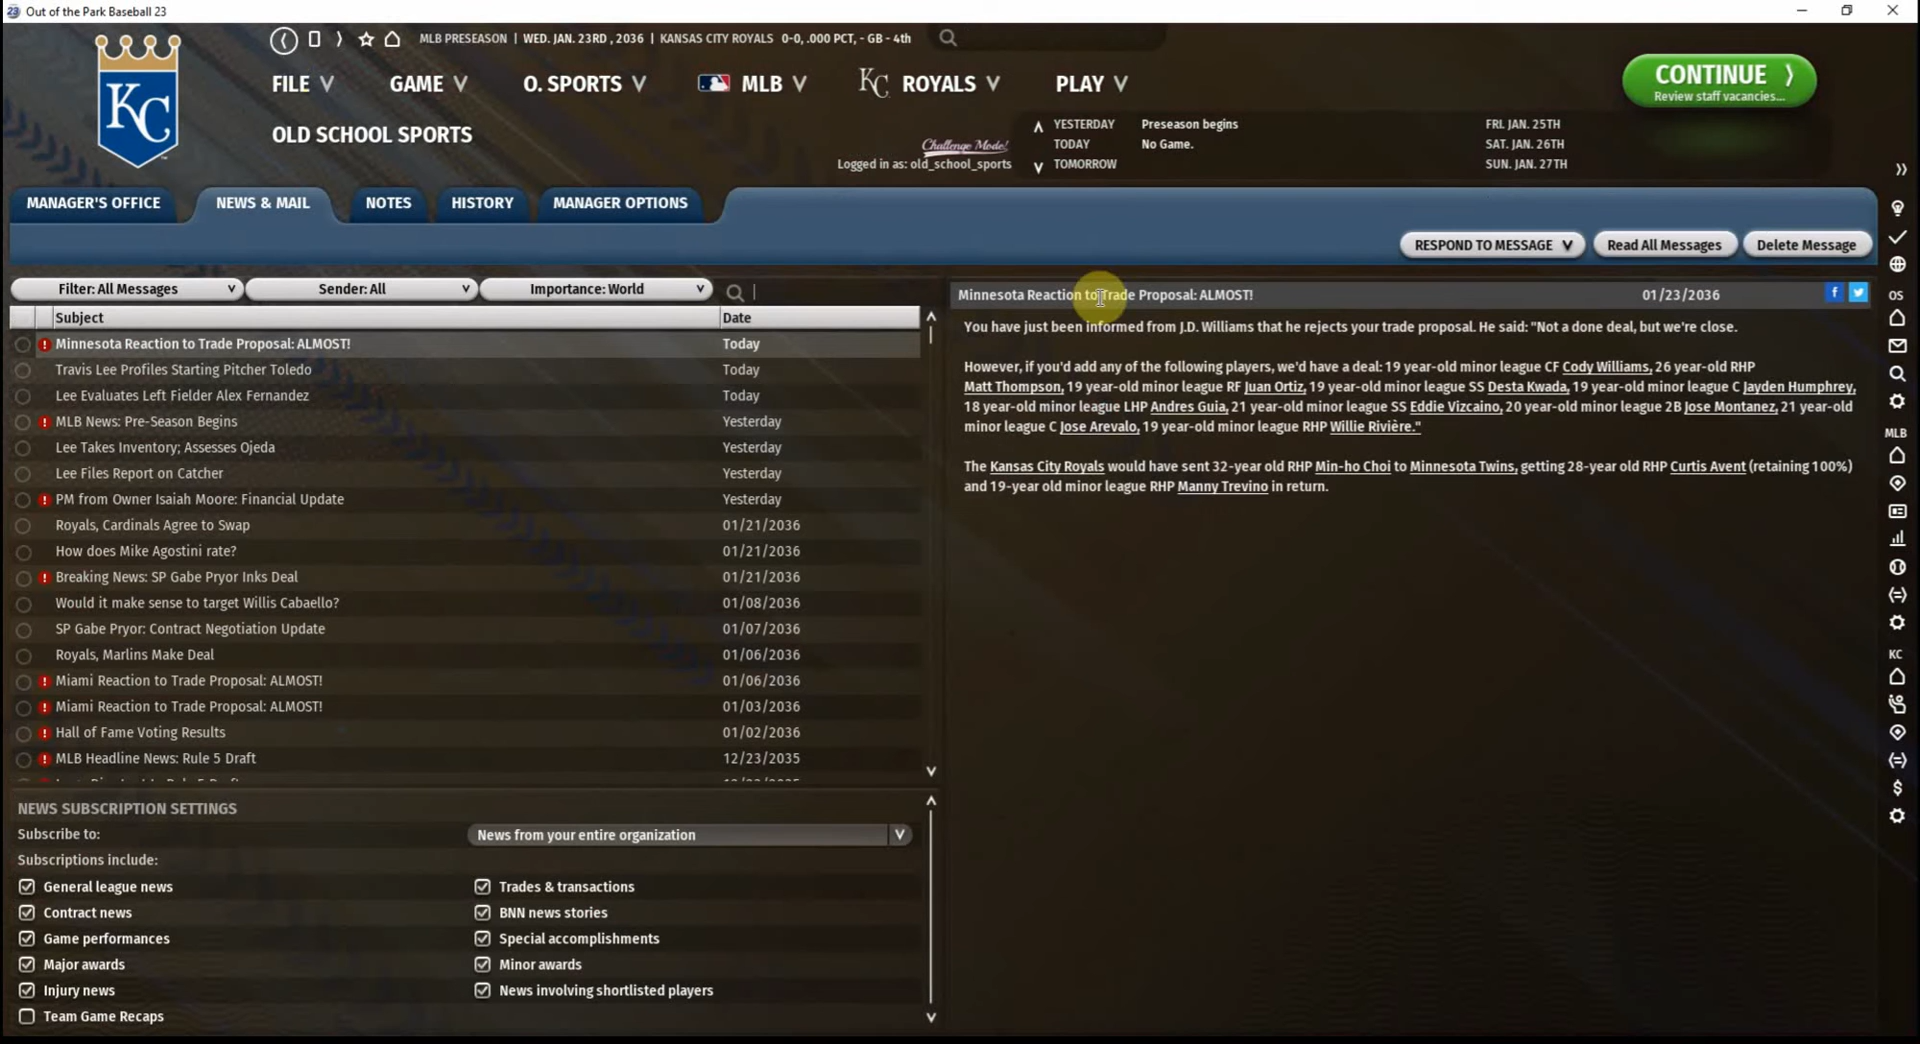 23 Out of the Park Baseball 23
MLB PRESEASON | WED. JAN. 23RD , 2036 | KANSAS CITY ROYALS 0-0, .000 PCT, - GB - 4th
KC
FILE GAME O. SPORTS MLB KC ROYALS PLAY
CONTINUE
Review staff vacancies...
OLD SCHOOL SPORTS
Challenge Mode!
Logged in as: old_school_sports
YESTERDAY Preseason begins FRI. JAN. 25TH
TODAY No Game. SAT. JAN. 26TH
TOMORROW SUN. JAN. 27TH
MANAGER'S OFFICE NEWS & MAIL NOTES HISTORY MANAGER OPTIONS
RESPOND TO MESSAGE Read All Messages Delete Message
Filter: All Messages Sender: All Importance: World
Subject Date
Minnesota Reaction to Trade Proposal: ALMOST! Today
Travis Lee Profiles Starting Pitcher Toledo Today
Lee Evaluates Left Fielder Alex Fernandez Today
MLB News: Pre-Season Begins Yesterday
Lee Takes Inventory; Assesses Ojeda Yesterday
Lee Files Report on Catcher Yesterday
PM from Owner Isaiah Moore: Financial Update Yesterday
Royals, Cardinals Agree to Swap 01/21/2036
How does Mike Agostini rate? 01/21/2036
Breaking News: SP Gabe Pryor Inks Deal 01/21/2036
Would it make sense to target Willis Cabaello? 01/08/2036
SP Gabe Pryor: Contract Negotiation Update 01/07/2036
Royals, Marlins Make Deal 01/06/2036
Miami Reaction to Trade Proposal: ALMOST! 01/06/2036
Miami Reaction to Trade Proposal: ALMOST! 01/03/2036
Hall of Fame Voting Results 01/02/2036
MLB Headline News: Rule 5 Draft 12/23/2035
NEWS SUBSCRIPTION SETTINGS
Subscribe to: News from your entire organization
Subscriptions include:
General league news Trades & transactions
Contract news BNN news stories
Game performances Special accomplishments
Major awards Minor awards
Injury news News involving shortlisted players
Team Game Recaps
Minnesota Reaction to Trade Proposal: ALMOST! 01/23/2036
You have just been informed from J.D. Williams that he rejects your trade proposal. He said: "Not a done deal, but we're close.
However, if you'd add any of the following players, we'd have a deal: 19 year-old minor league CF Cody Williams, 26 year-old RHP
Matt Thompson, 19 year-old minor league RF Juan Ortiz, 19 year-old minor league SS Desta Kwada, 19 year-old minor league C Jayden Humphrey,
18 year-old minor league LHP Andres Guia, 21 year-old minor league SS Eddie Vizcaino, 20 year-old minor league 2B Jose Montanez, 21 year-old
minor league C Jose Arevalo, 19 year-old minor league RHP Willie Rivière."
The Kansas City Royals would have sent 32-year old RHP Min-ho Choi to Minnesota Twins, getting 28-year old RHP Curtis Avent (retaining 100%)
and 19-year old minor league RHP Manny Trevino in return.
OS
MLB
KC